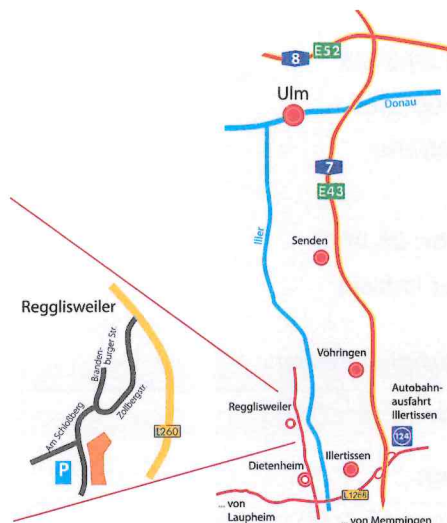 E52
8
Ulm
Donau
7
E43
Iller
Senden
Regglisweiler
Branden-
burger Str.
Zollbergstr.
Am Schloßberg
L260
P
Vöhringen
Autobahn-
ausfahrt
Illertissen
124
Regglisweiler
Illertissen
Dietenheim
L1268
... von
Laupheim
von Memmingen